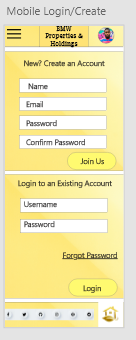 Mobile Login/Create
BMW
Properties &
Holdings
New? Create an Account
Name
Email
Password
Confirm Password
Join Us
Login to an Existing Account
Username
Password
Forgot Password
Login